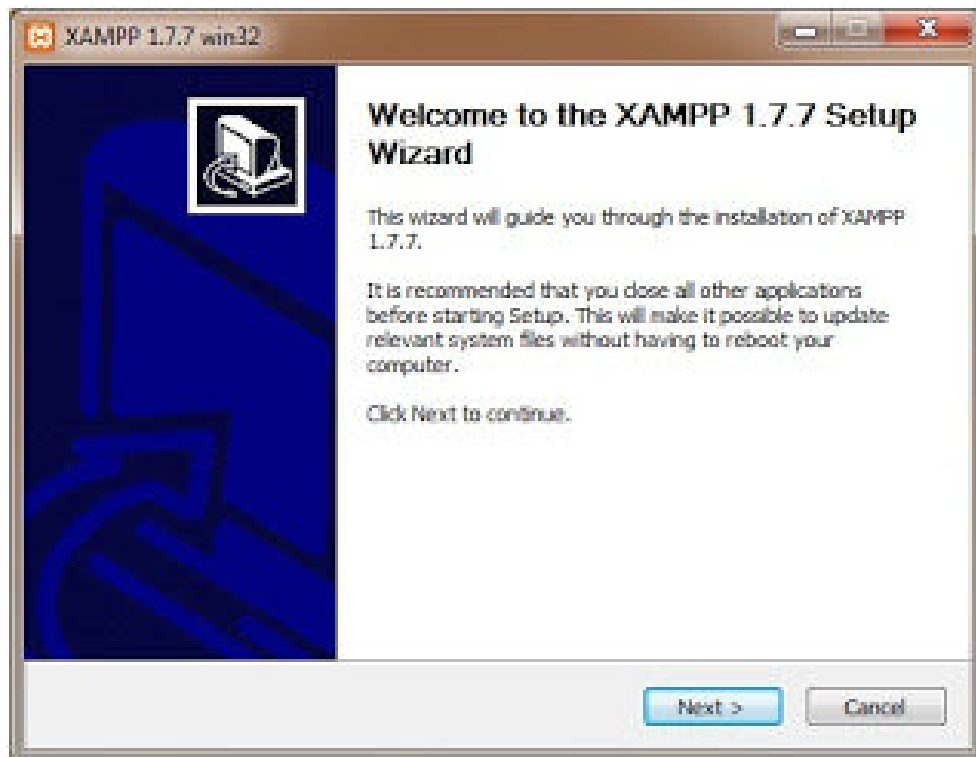 XAMPP 1.7.7 win32
Welcome to the XAMPP 1.7.7 Setup
Wizard
This wizard will guide you through the installation of XAMPP
1.7.7.
It is recommended that you close all other applications
before starting Setup. This will make it possible to update
relevant system files without having to reboot your
computer.
Click Next to continue.
Next >
Cancel